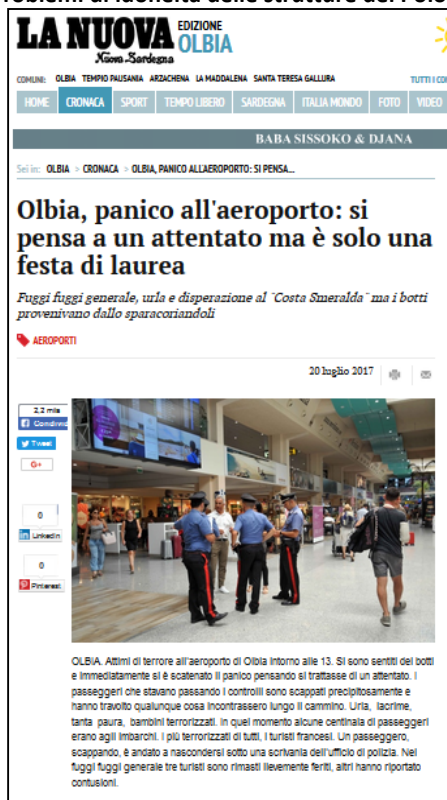 LA NUOVA EDIZIONE
OLBIA
Nuova Sardegna
COMUNI: OLBIA TEMPIO PAUSANIA ARZACHENA LA MADDALENA SANTA TERESA GALLURA TUTTI I CO
HOME CRONACA SPORT TEMPO LIBERO SARDEGNA ITALIA MONDO FOTO VIDEO
BABA SISSOKO & DJANA
Sei in: OLBIA > CRONACA > OLBIA, PANICO ALL'AEROPORTO: SI PENSA...
Olbia, panico all'aeroporto: si
pensa a un attentato ma è solo una
festa di laurea
Fuggi fuggi generale, urla e disperazione al "Costa Smeralda" ma i botti
provenivano dallo sparacoriandoli
AEROPORTI
20 luglio 2017
2,2 mila
Condividi
Tweet
G+
0
LinkedIn
0
Pinterest
OLBIA. Attimi di terrore all'aeroporto di Olbia intorno alle 13. Si sono sentiti dei botti
e immediatamente si è scatenato il panico pensando si trattasse di un attentato. I
passeggeri che stavano passando i controlli sono scappati precipitosamente e
hanno travolto qualunque cosa incontrassero lungo il cammino. Urla, lacrime,
tanta paura, bambini terrorizzati. In quel momento alcune centinaia di passeggeri
erano agli imbarchi. I più terrorizzati di tutti, i turisti francesi. Un passeggero,
scappando, è andato a nascondersi sotto una scrivania dell'ufficio di polizia. Nel
fuggi fuggi generale tre turisti sono rimasti lievemente feriti, altri hanno riportato
contusioni.